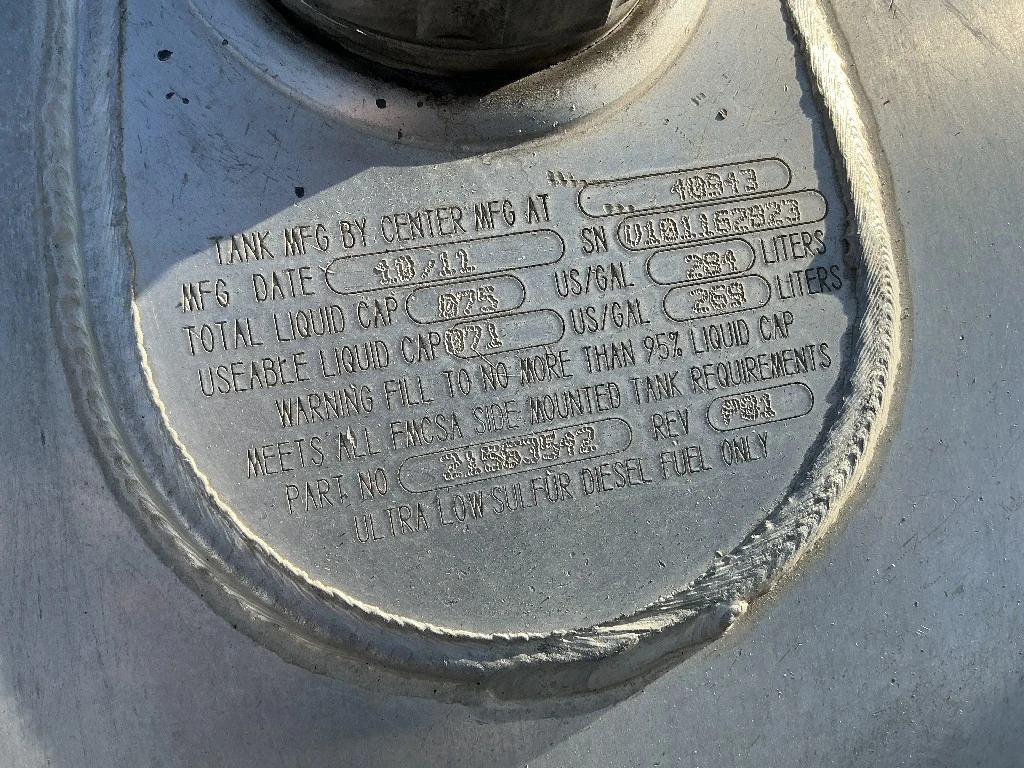 TANK MFG BY CENTER MFG AT 40813
MFG DATE 10/11 SN U101162823
TOTAL LIQUID CAP 075 US/GAL 284 LITERS
USEABLE LIQUID CAP 071 US/GAL 269 LITERS
WARNING FILL TO NO MORE THAN 95% LIQUID CAP
MEETS ALL FMCSA SIDE MOUNTED TANK REQUIREMENTS
PART NO 21563542 REV P01
ULTRA LOW SULFUR DIESEL FUEL ONLY